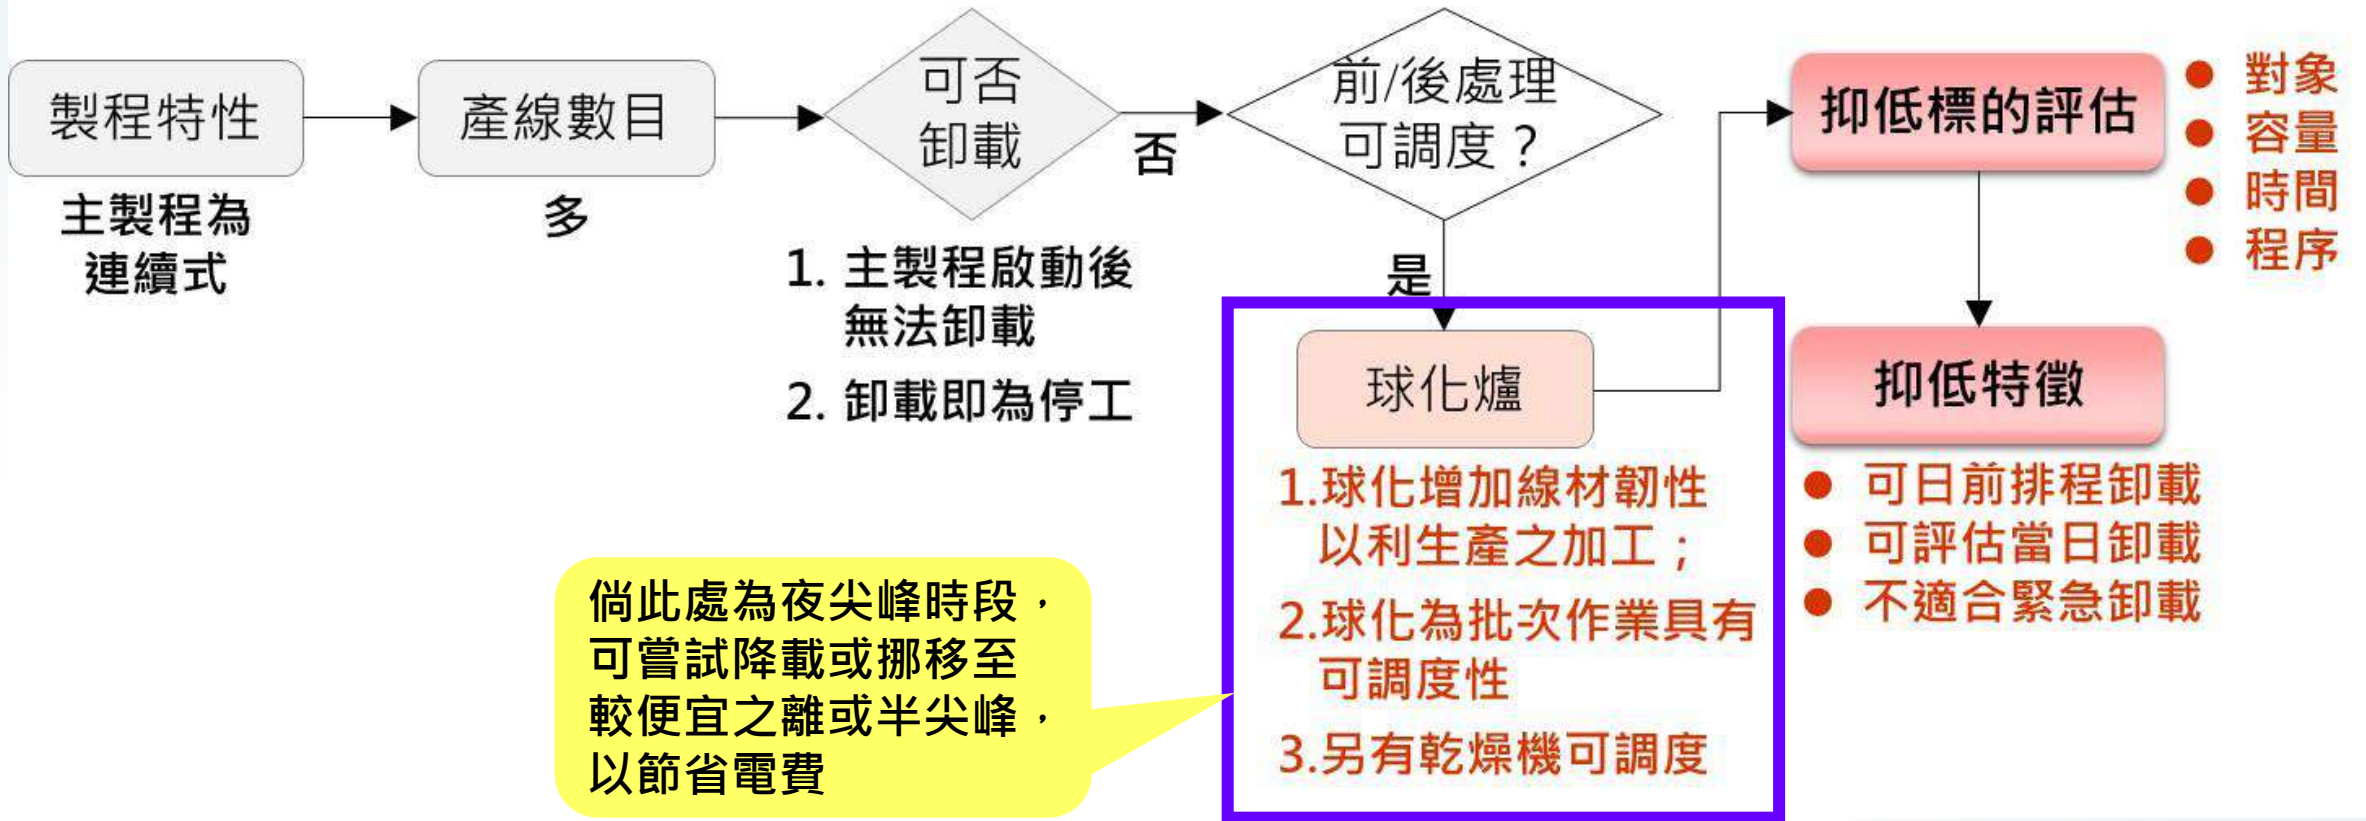 製程特性
主製程為
連續式
產線數目
多
可否
卸載
否
1. 主製程啟動後
無法卸載
2. 卸載即為停工
前/後處理
可調度？
是
球化爐
1.球化增加線材韌性
以利生產之加工；
2.球化為批次作業具有
可調度性
3.另有乾燥機可調度
倘此處為夜尖峰時段，
可嘗試降載或挪移至
較便宜之離或半尖峰，
以節省電費
抑低標的評估
● 對象
● 容量
● 時間
● 程序
抑低特徵
● 可日前排程卸載
● 可評估當日卸載
● 不適合緊急卸載